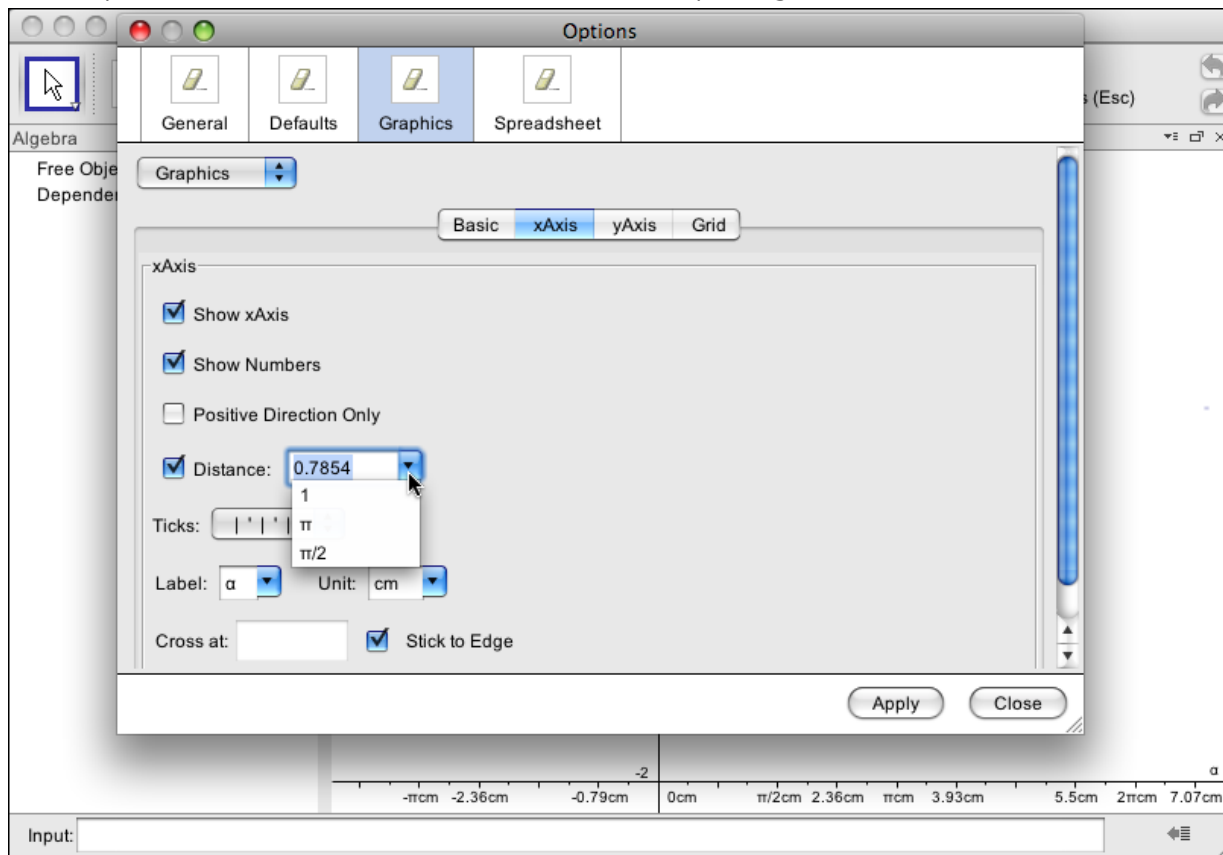 Options
General Defaults Graphics Spreadsheet
s (Esc)
Algebra
Free Obje
Depender
Graphics
Basic xAxis yAxis Grid
xAxis
Show xAxis
Show Numbers
Positive Direction Only
Distance: 0.7854
1
π
π/2
Ticks: | ' | ' |
Label: α Unit: cm
Cross at: Stick to Edge
Apply Close
-2
α
-πcm -2.36cm -0.79cm 0cm π/2cm 2.36cm πcm 3.93cm 5.5cm 2πcm 7.07cm
Input: